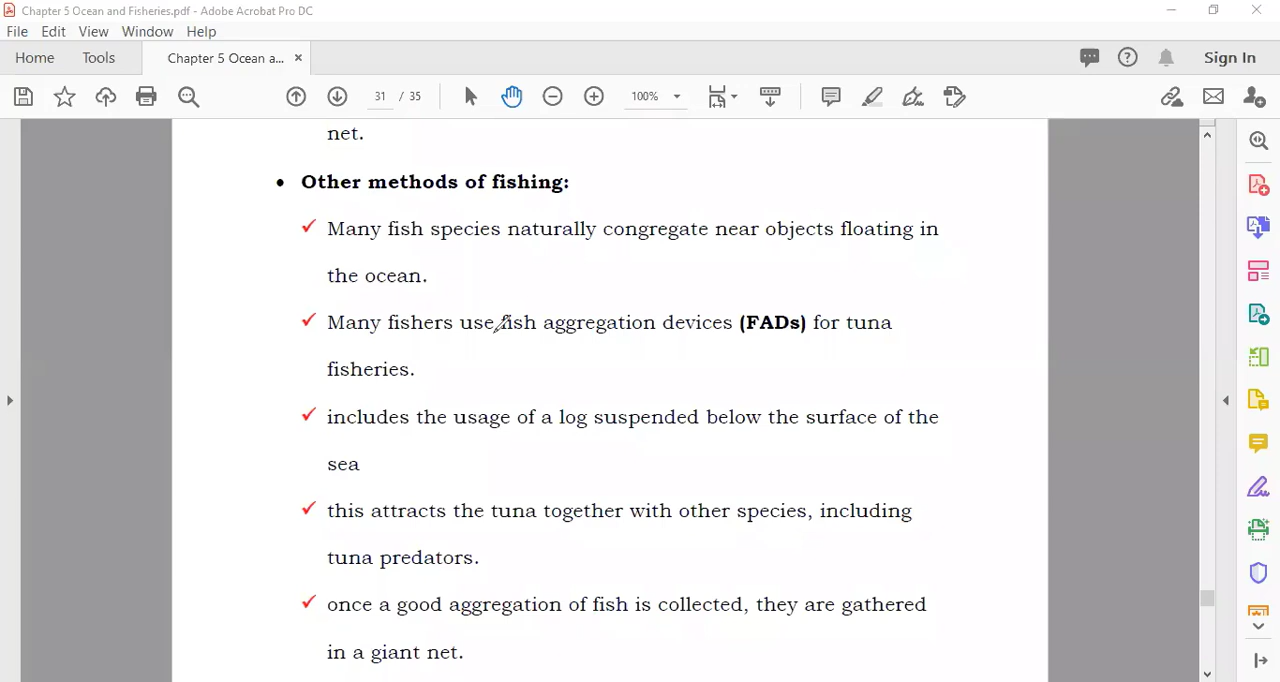 Chapter 5 Ocean and Fisheries.pdf - Adobe Acrobat Pro DC
File Edit View Window Help
Home Tools Chapter 5 Ocean a... × Sign In
31 / 35 100%
net.
• Other methods of fishing:
✓ Many fish species naturally congregate near objects floating in
the ocean.
✓ Many fishers use fish aggregation devices (FADs) for tuna
fisheries.
✓ includes the usage of a log suspended below the surface of the
sea
✓ this attracts the tuna together with other species, including
tuna predators.
✓ once a good aggregation of fish is collected, they are gathered
in a giant net.